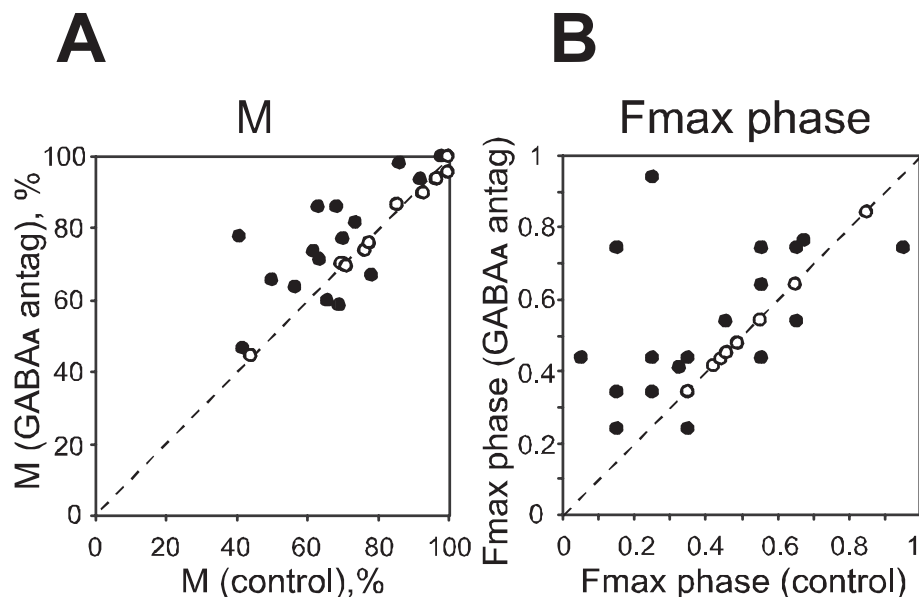 A
B
M
Fmax phase
M (GABAA antag), %
100
80
60
40
20
0
0 20 40 60 80 100
M (control),%
Fmax phase (GABAA antag)
1
0.8
0.6
0.4
0.2
0
0 0.2 0.4 0.6 0.8 1
Fmax phase (control)